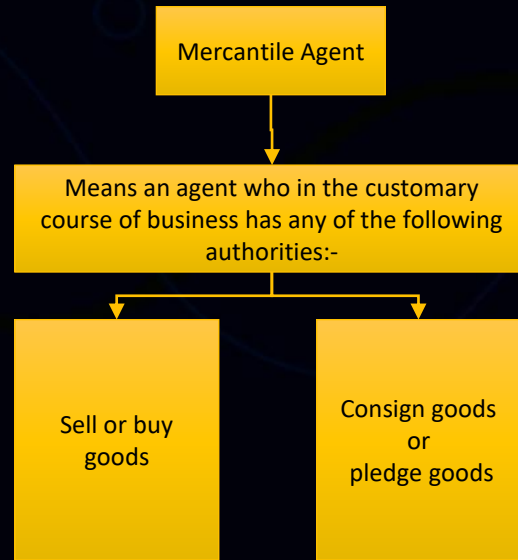 Mercantile Agent
Means an agent who in the customary
course of business has any of the following
authorities:-
Sell or buy
goods
Consign goods
or
pledge goods